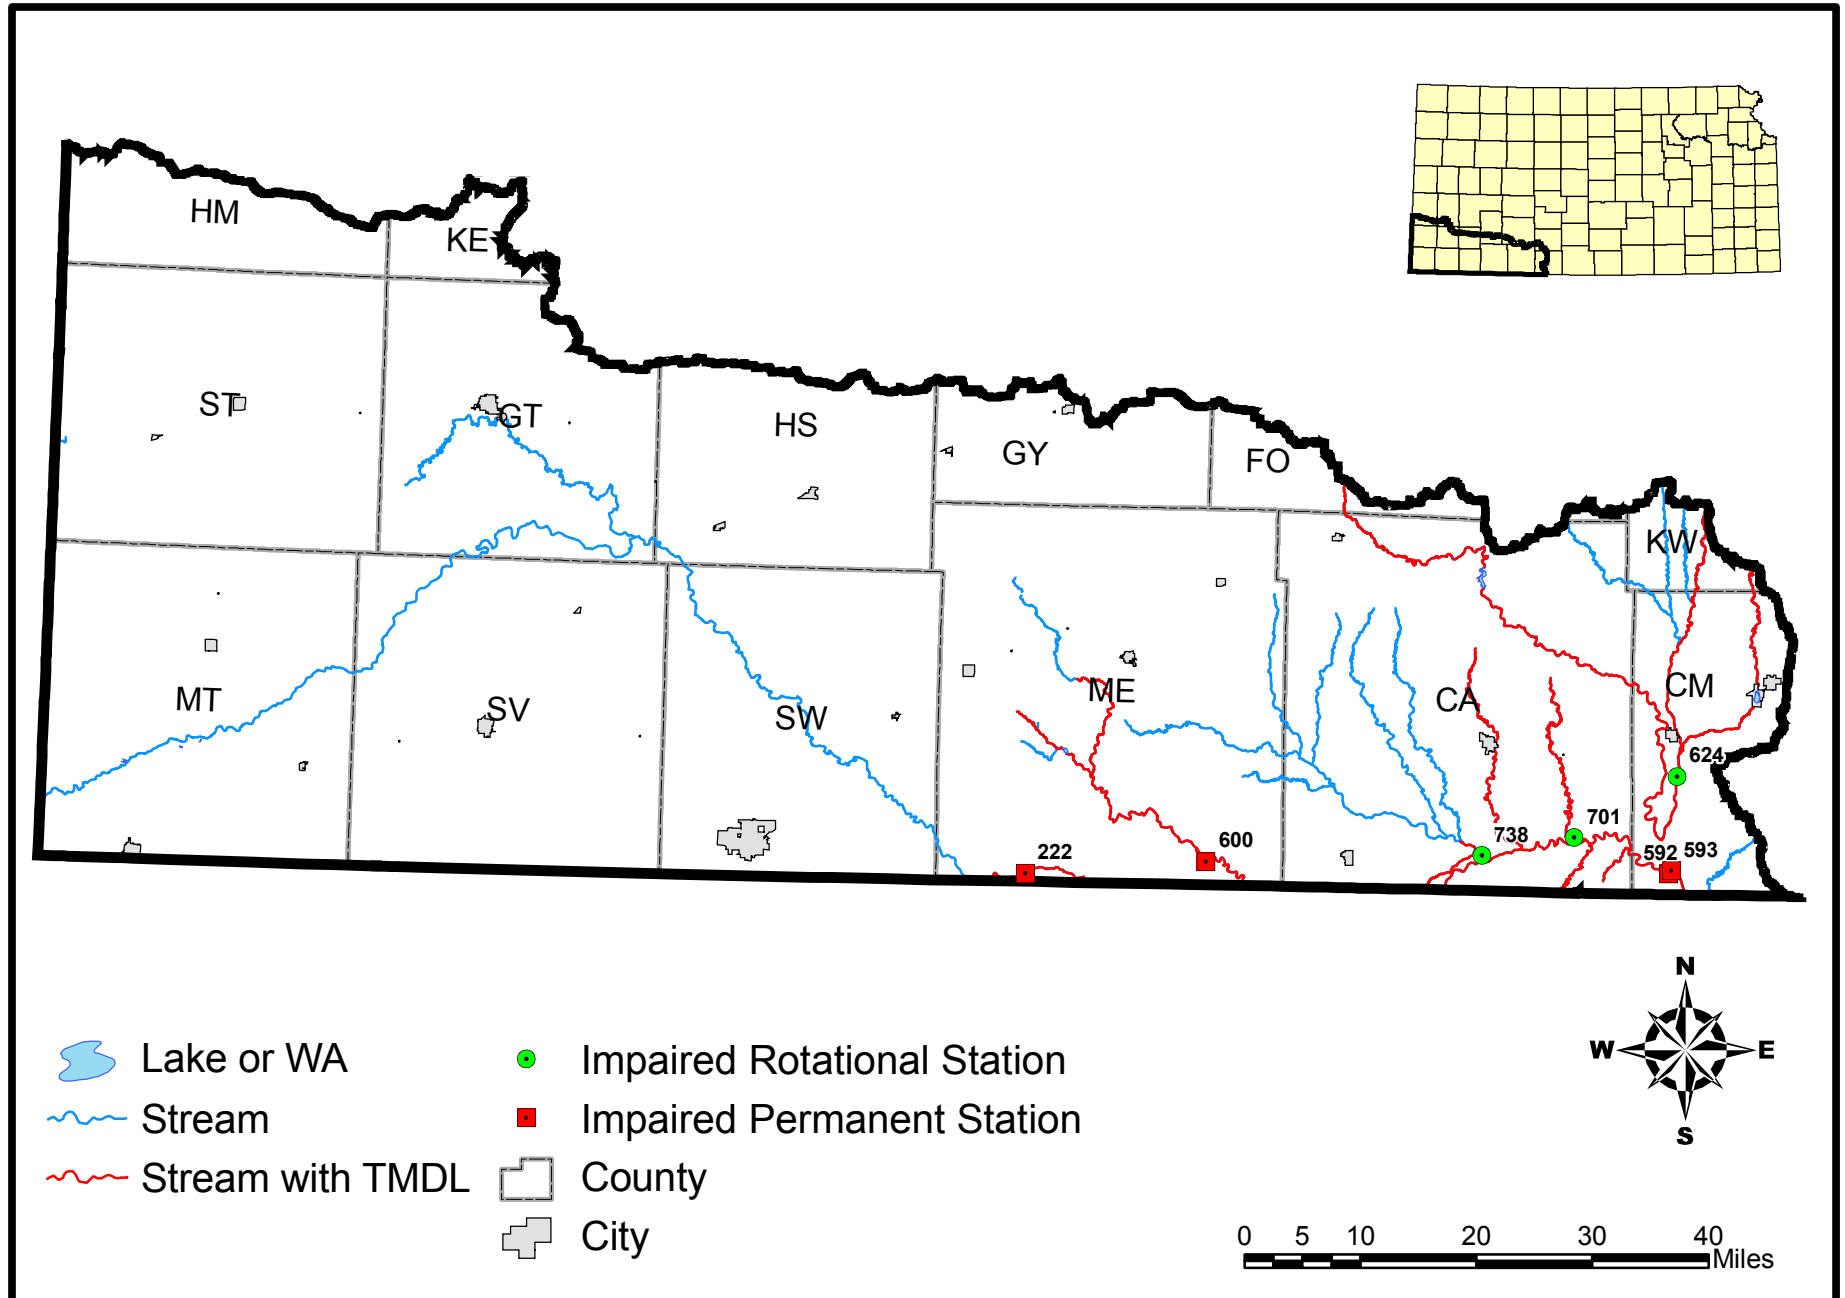 HM
KE
ST
GT
HS
GY
FO
KW
MT
SV
SW
ME
CA
CM
624
701
738
600
222
592
593
N
W
E
S
Lake or WA
Stream
Stream with TMDL
Impaired Rotational Station
Impaired Permanent Station
County
City
0 5 10 20 30 40
Miles